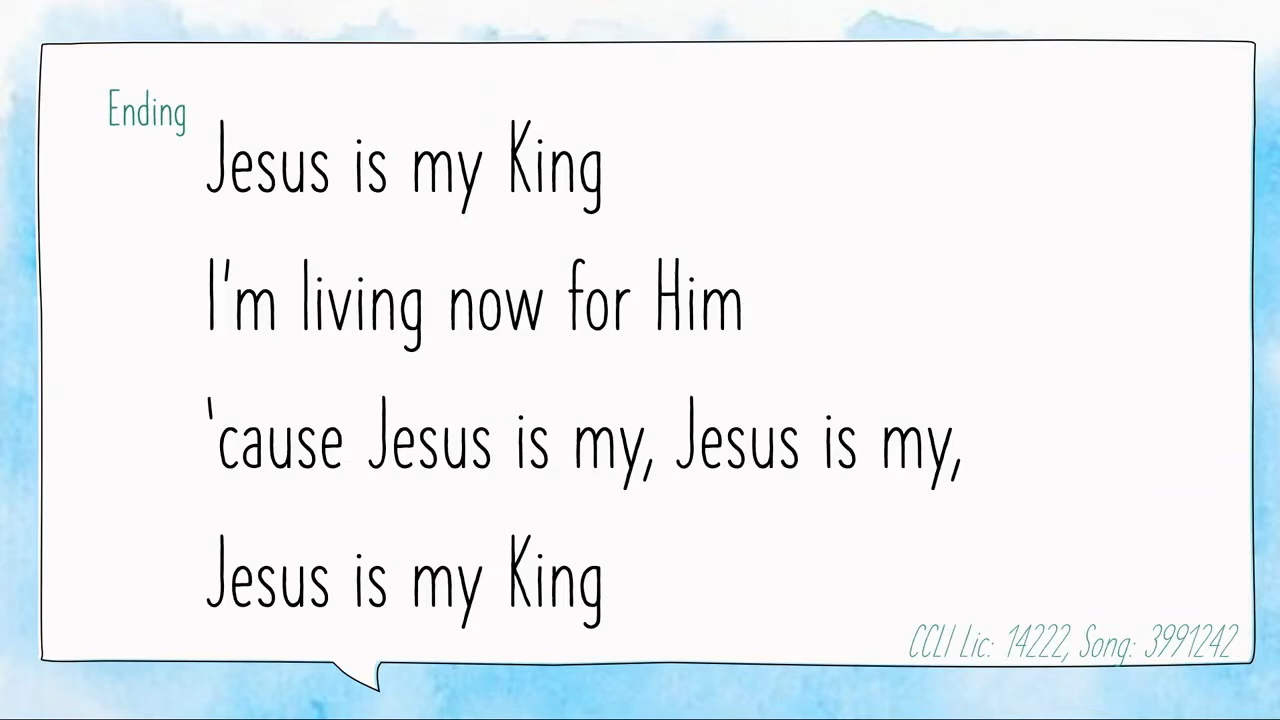 Ending
Jesus is my King
I'm living now for Him
'cause Jesus is my, Jesus is my,
Jesus is my King
CCLI Lic: 14222, Song: 3991242